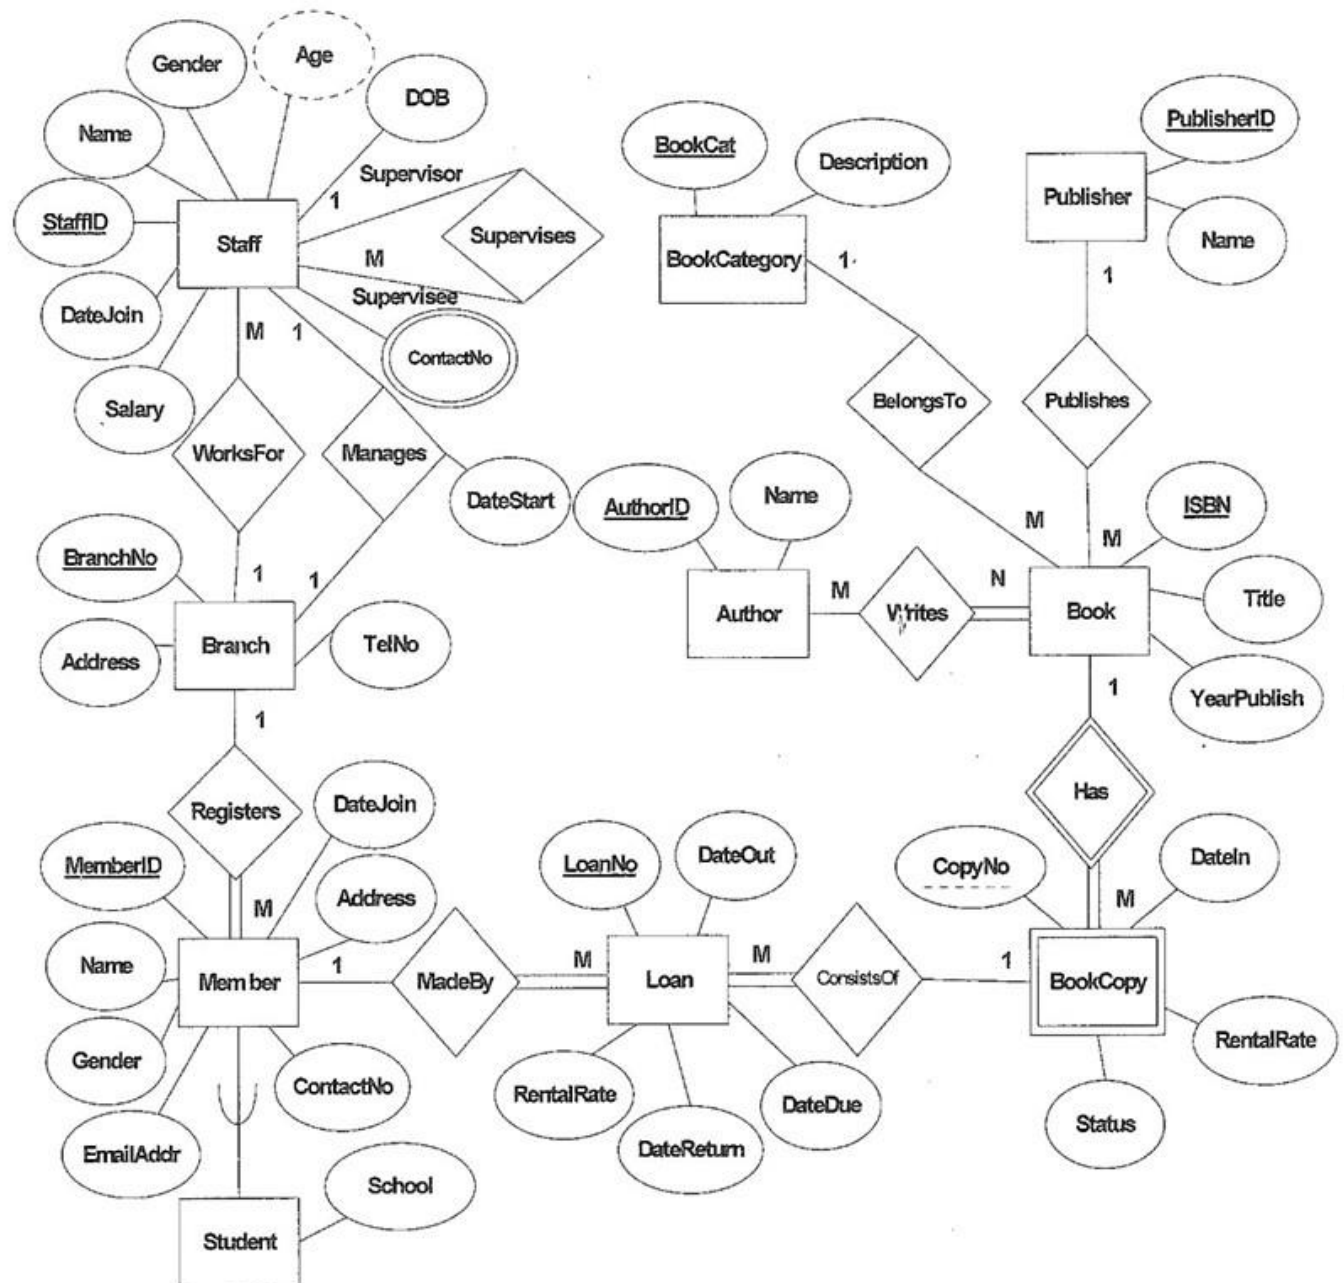 Gender
Age
DOB
Name
StaffID
Staff
DateJoin
Salary
Supervisor
1
Supervises
M
Supervisee
ContactNo
M
1
WorksFor
Manages
DateStart
1
1
BranchNo
Branch
Address
TelNo
1
Registers
M
MemberID
DateJoin
Address
Name
Member
Gender
EmailAddr
ContactNo
School
Student
1
MadeBy
M
LoanNo
DateOut
Loan
RentalRate
DateReturn
DateDue
M
ConsistsOf
1
BookCat
Description
BookCategory
1
BelongsTo
M
PublisherID
Publisher
Name
1
Publishes
M
AuthorID
Name
Author
M
Writes
N
ISBN
Book
Title
YearPublish
1
Has
M
CopyNo
DateIn
BookCopy
RentalRate
Status